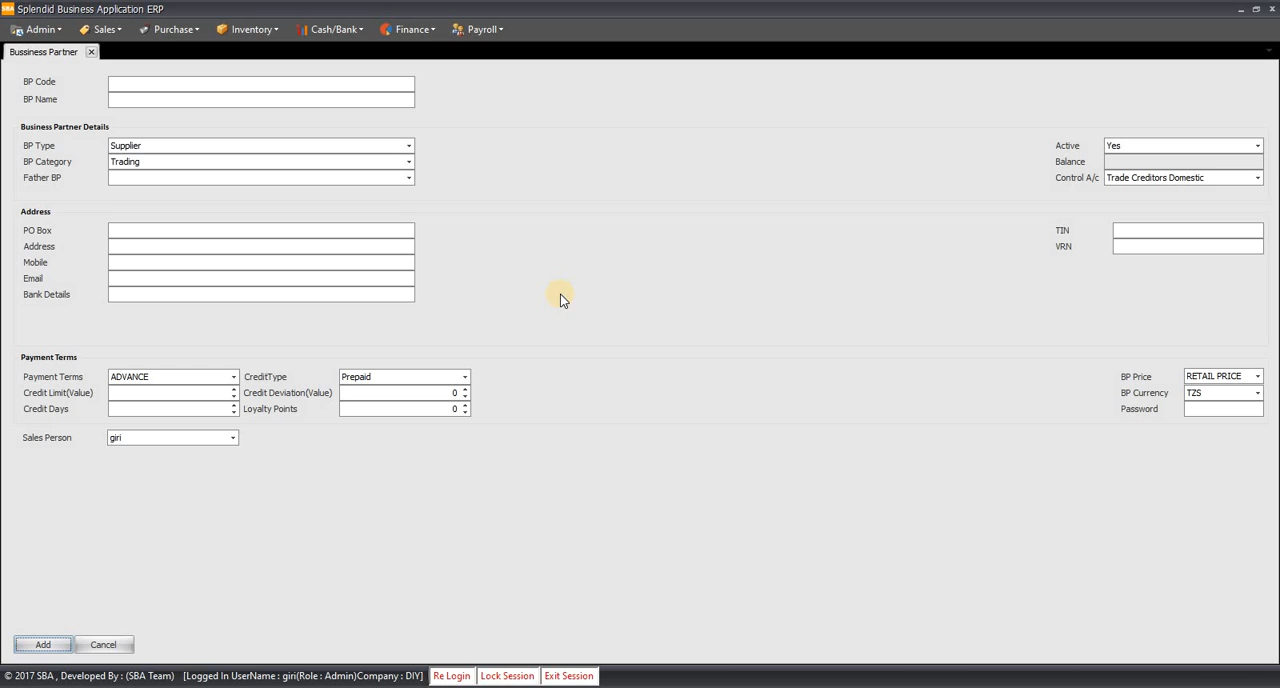 SBA Splendid Business Application ERP
Admin Sales Purchase Inventory Cash/Bank Finance Payroll
Bussiness Partner
BP Code
BP Name
Business Partner Details
BP Type Supplier Active Yes
BP Category Trading Balance
Father BP Control A/c Trade Creditors Domestic
Address
PO Box TIN
Address VRN
Mobile
Email
Bank Details
Payment Terms
Payment Terms ADVANCE CreditType Prepaid BP Price RETAIL PRICE
Credit Limit(Value) Credit Deviation(Value) 0 BP Currency TZS
Credit Days Loyalty Points 0 Password
Sales Person giri
Add Cancel
© 2017 SBA , Developed By : (SBA Team) [Logged In UserName : giri(Role : Admin)Company : DIY] Re Login Lock Session Exit Session